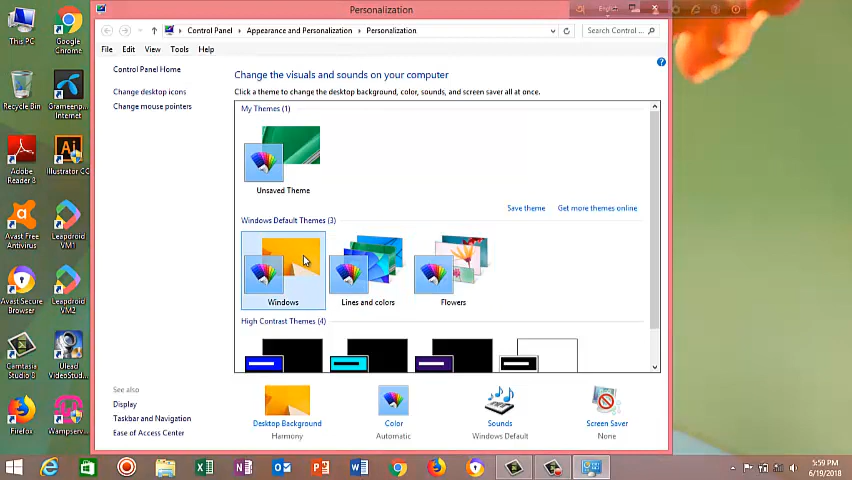 Personalization
English
Control Panel
Appearance and Personalization
Personalization
Search Control ...
File Edit View Tools Help
Control Panel Home
Change desktop icons
Change mouse pointers
Change the visuals and sounds on your computer
Click a theme to change the desktop background, color, sounds, and screen saver all at once.
My Themes (1)
Unsaved Theme
Save theme
Get more themes online
Windows Default Themes (3)
Windows
Lines and colors
Flowers
High Contrast Themes (4)
See also
Display
Taskbar and Navigation
Ease of Access Center
Desktop Background
Harmony
Color
Automatic
Sounds
Windows Default
Screen Saver
None
This PC
Google
Chrome
Recycle Bin
Grameenp...
Internet
Adobe
Reader 8
Illustrator CC
Avast Free
Antivirus
Leapdroid
VM1
Avast Secure
Browser
Leapdroid
VM2
Camtasia
Studio 8
Ulead
VideoStud...
Firefox
Wampserv...
5:59 PM
6/19/2018